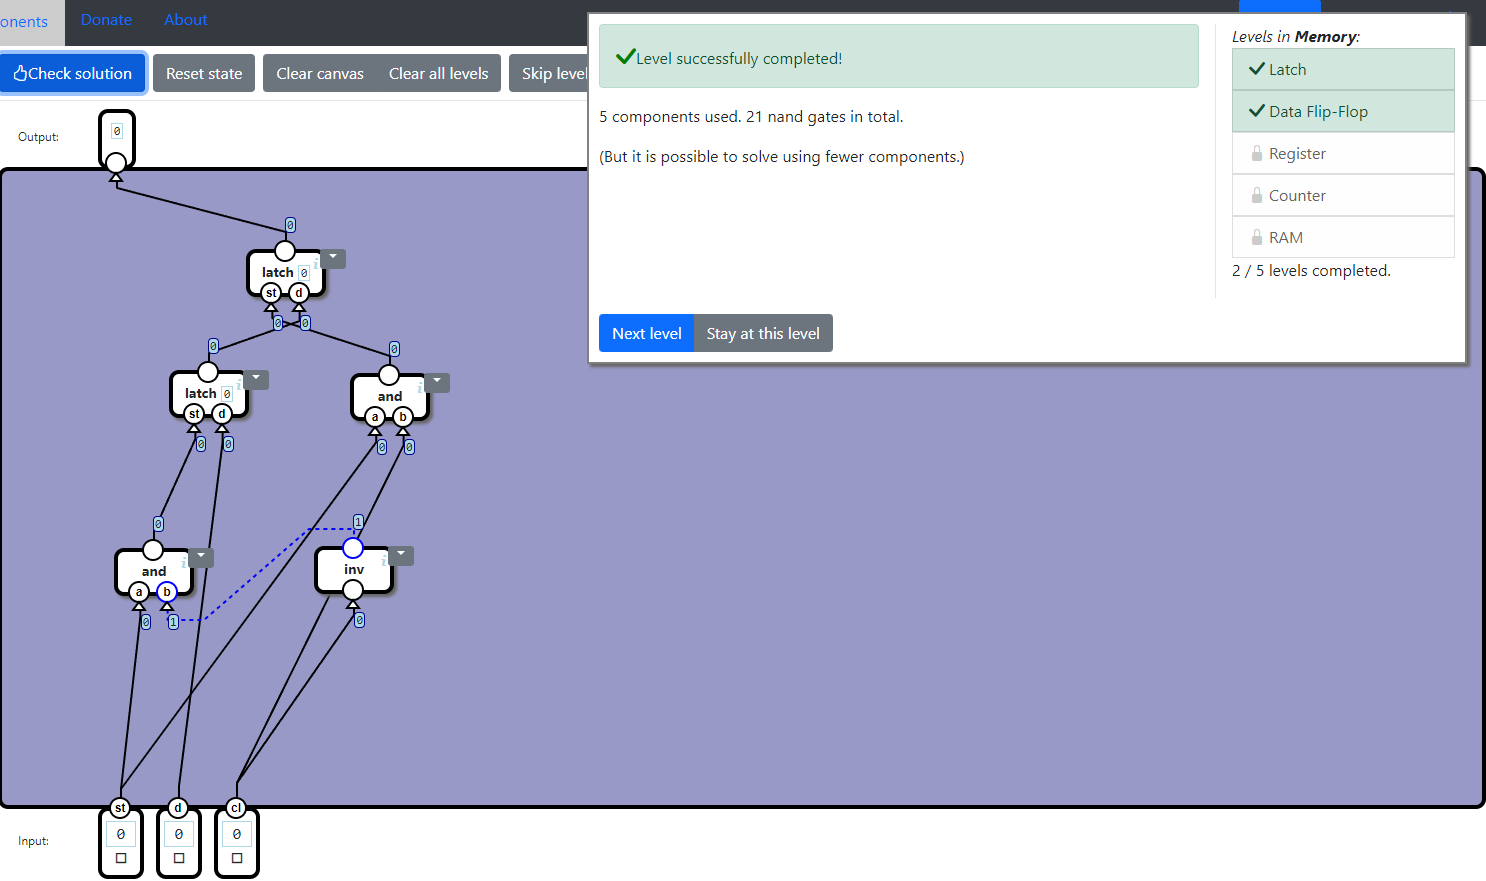 onents
Donate
About
Check solution
Reset state
Clear canvas
Clear all levels
Skip level
Level successfully completed!
5 components used. 21 nand gates in total.
(But it is possible to solve using fewer components.)
Next level
Stay at this level
Levels in Memory:
Latch
Data Flip-Flop
Register
Counter
RAM
2 / 5 levels completed.
Output:
0
0
latch 0
i
st
d
0
0
0
0
latch 0
i
st
d
and
i
a
b
0
0
0
0
0
1
and
i
a
b
inv
i
0
1
0
st
d
cl
Input:
0
0
0